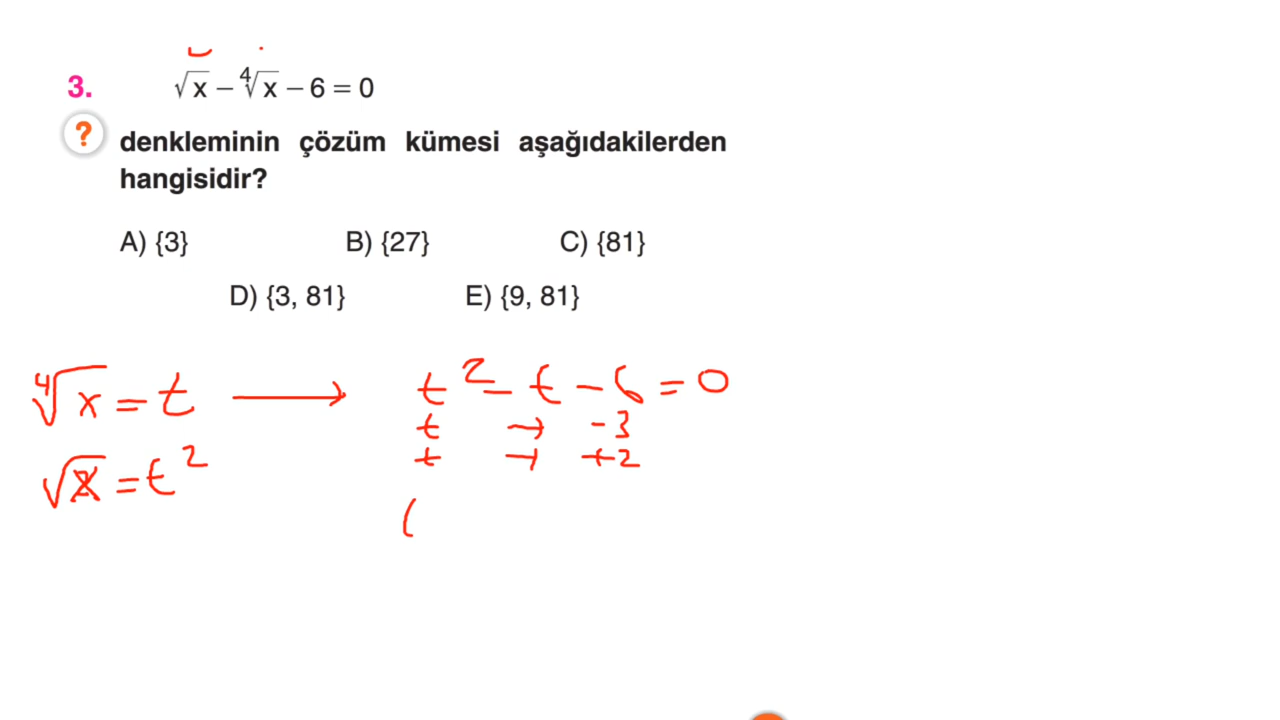 3. √x − ⁴√x − 6 = 0
?
denkleminin çözüm kümesi aşağıdakilerden
hangisidir?
A) {3} B) {27} C) {81}
D) {3, 81} E) {9, 81}
⁴√x = t → t² − t − 6 = 0
t → −3
t → +2
√x = t²
(